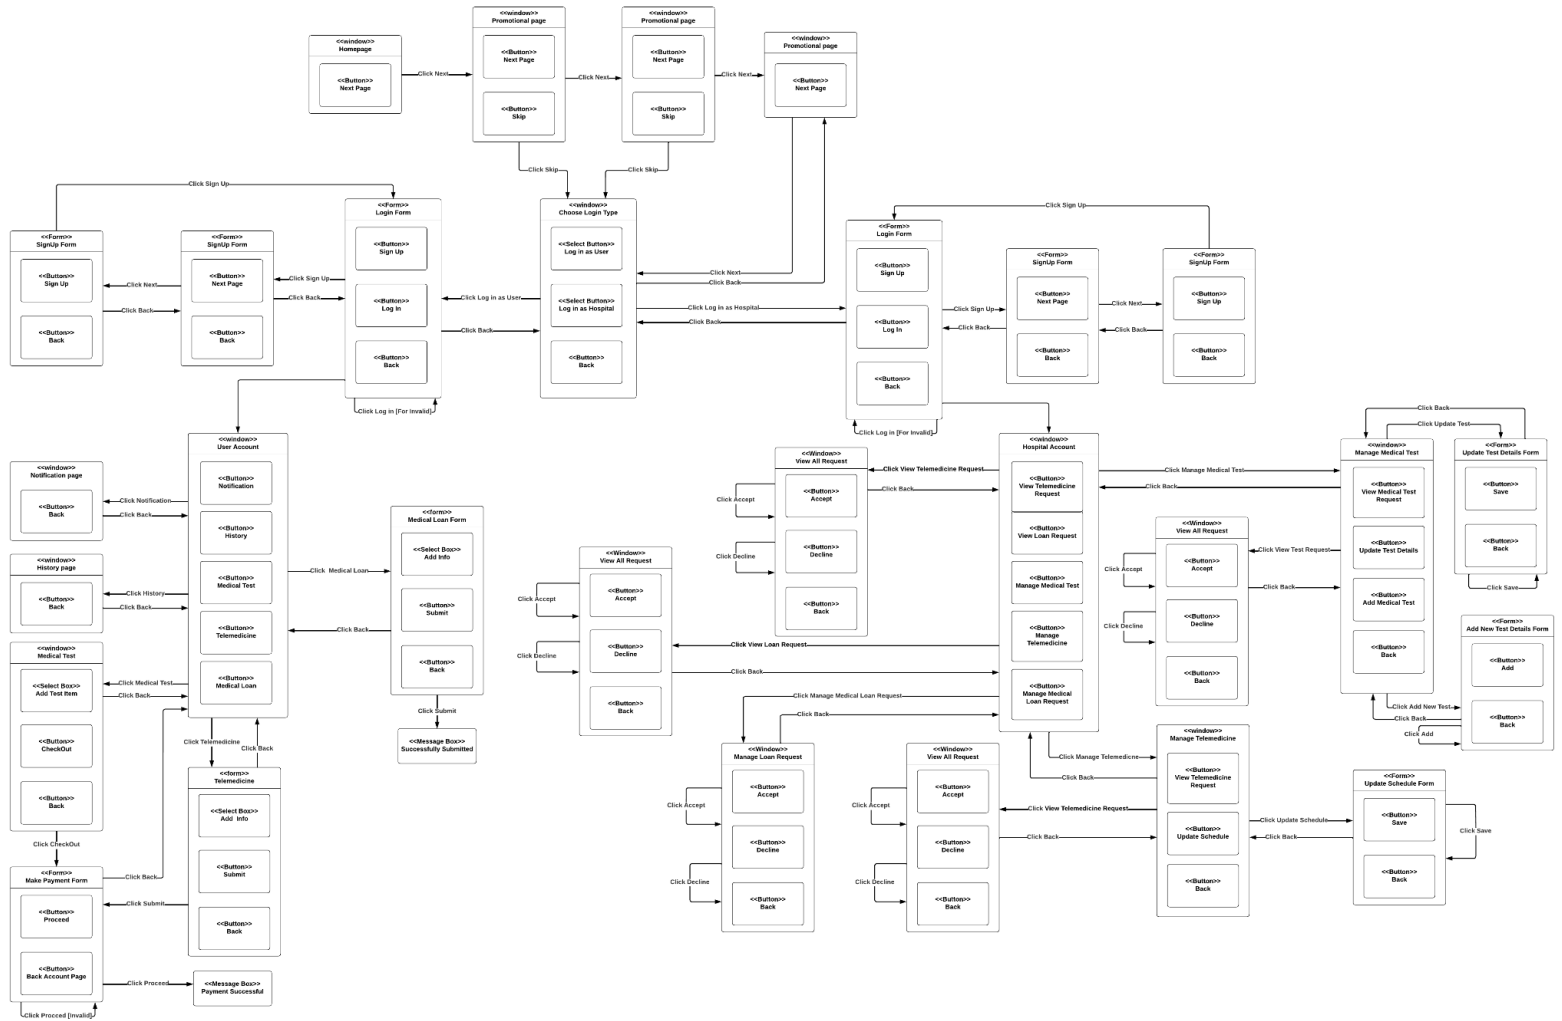 <<window>>
Homepage
<<Button>>
Next Page
Click Next
<<window>>
Promotional page
<<Button>>
Next Page
<<Button>>
Skip
Click Next
<<window>>
Promotional page
<<Button>>
Next Page
<<Button>>
Skip
Click Next
<<window>>
Promotional page
<<Button>>
Next Page
Click Skip
Click Skip
Click Sign Up
<<Form>>
SignUp Form
<<Button>>
Sign Up
<<Button>>
Back
Click Next
Click Back
<<Form>>
SignUp Form
<<Button>>
Next Page
<<Button>>
Back
Click Sign Up
Click Back
<<Form>>
Login Form
<<Button>>
Sign Up
<<Button>>
Log In
<<Button>>
Back
Click Log in [For Invalid]
Click Log in as User
Click Back
<<window>>
Choose Login Type
<<Select Button>>
Log in as User
<<Select Button>>
Log in as Hospital
<<Button>>
Back
Click Next
Click Back
Click Log in as Hospital
Click Back
<<Form>>
Login Form
<<Button>>
Sign Up
<<Button>>
Log In
<<Button>>
Back
Click Log in [For Invalid]
Click Sign Up
Click Sign Up
Click Back
<<Form>>
SignUp Form
<<Button>>
Next Page
<<Button>>
Back
Click Next
Click Back
<<Form>>
SignUp Form
<<Button>>
Sign Up
<<Button>>
Back
<<window>>
Notification page
<<Button>>
Back
Click Notification
Click Back
<<window>>
History page
<<Button>>
Back
Click History
Click Back
<<window>>
Medical Test
<<Select Box>>
Add Test Item
<<Button>>
CheckOut
<<Button>>
Back
Click Medical Test
Click Back
Click CheckOut
<<Form>>
Make Payment Form
<<Button>>
Proceed
<<Button>>
Back Account Page
Click Back
Click Submit
Click Proceed
Click Procced [Invalid]
<<Message Box>>
Payment Successful
<<window>>
User Account
<<Button>>
Notification
<<Button>>
History
<<Button>>
Medical Test
<<Button>>
Telemedicine
<<Button>>
Medical Loan
Click Telemedicine
Click Back
<<form>>
Telemedicine
<<Select Box>>
Add Info
<<Button>>
Submit
<<Button>>
Back
Click Medical Loan
Click Back
<<form>>
Medical Loan Form
<<Select Box>>
Add Info
<<Button>>
Submit
<<Button>>
Back
Click Submit
<<Message Box>>
Successfully Submitted
<<Window>>
View All Request
<<Button>>
Accept
<<Button>>
Decline
<<Button>>
Back
Click Accept
Click Decline
Click View Loan Request
Click Back
<<Window>>
View All Request
<<Button>>
Accept
<<Button>>
Decline
<<Button>>
Back
Click Accept
Click Decline
Click View Telemedicine Request
Click Back
<<window>>
Hospital Account
<<Button>>
View Telemedicine
Request
<<Button>>
View Loan Request
<<Button>>
Manage Medical Test
<<Button>>
Manage
Telemedicine
<<Button>>
Manage Medical
Loan Request
Click Manage Medical Loan Request
Click Back
<<Window>>
Manage Loan Request
<<Button>>
Accept
<<Button>>
Decline
<<Button>>
Back
Click Accept
Click Decline
<<Window>>
View All Request
<<Button>>
Accept
<<Button>>
Decline
<<Button>>
Back
Click Accept
Click Decline
Click View Telemedicine Request
Click Back
Click Manage Telemedicne
Click Back
<<window>>
Manage Telemedicine
<<Button>>
View Telemedicine
Request
<<Button>>
Update Schedule
<<Button>>
Back
Click Update Schedule
Click Back
<<Form>>
Update Schedule Form
<<Button>>
Save
<<Button>>
Back
Click Save
Click Manage Medical Test
Click Back
<<Window>>
View All Request
<<Button>>
Accept
<<Button>>
Decline
<<Button>>
Back
Click Accept
Click Decline
Click View Test Request
Click Back
<<window>>
Manage Medical Test
<<Button>>
View Medical Test
Request
<<Button>>
Update Test Details
<<Button>>
Add Medical Test
<<Button>>
Back
Click Back
Click Update Test
<<Form>>
Update Test Details Form
<<Button>>
Save
<<Button>>
Back
Click Save
<<Form>>
Add New Test Details Form
<<Button>>
Add
<<Button>>
Back
Click Add New Test
Click Back
Click Add